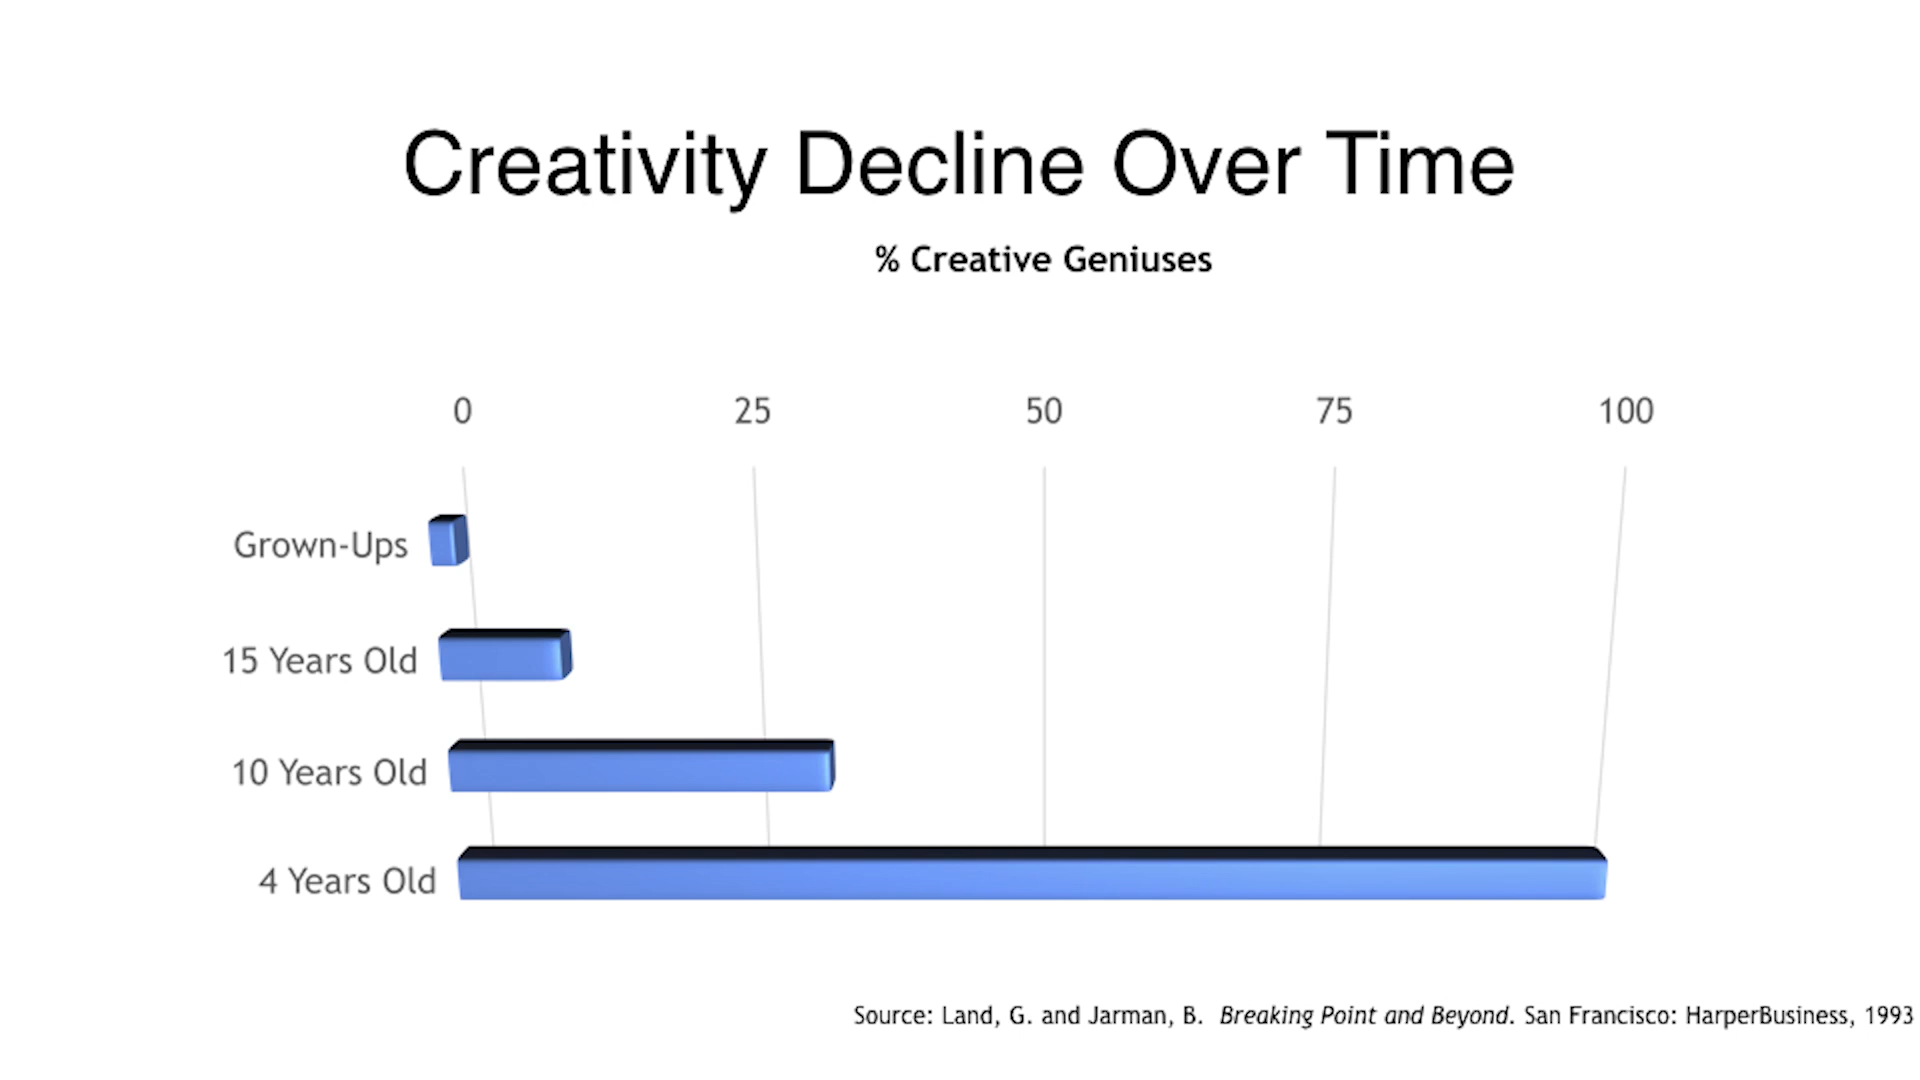 Creativity Decline Over Time
% Creative Geniuses
0 25 50 75 100
Grown-Ups
15 Years Old
10 Years Old
4 Years Old
Source: Land, G. and Jarman, B. Breaking Point and Beyond. San Francisco: HarperBusiness, 1993